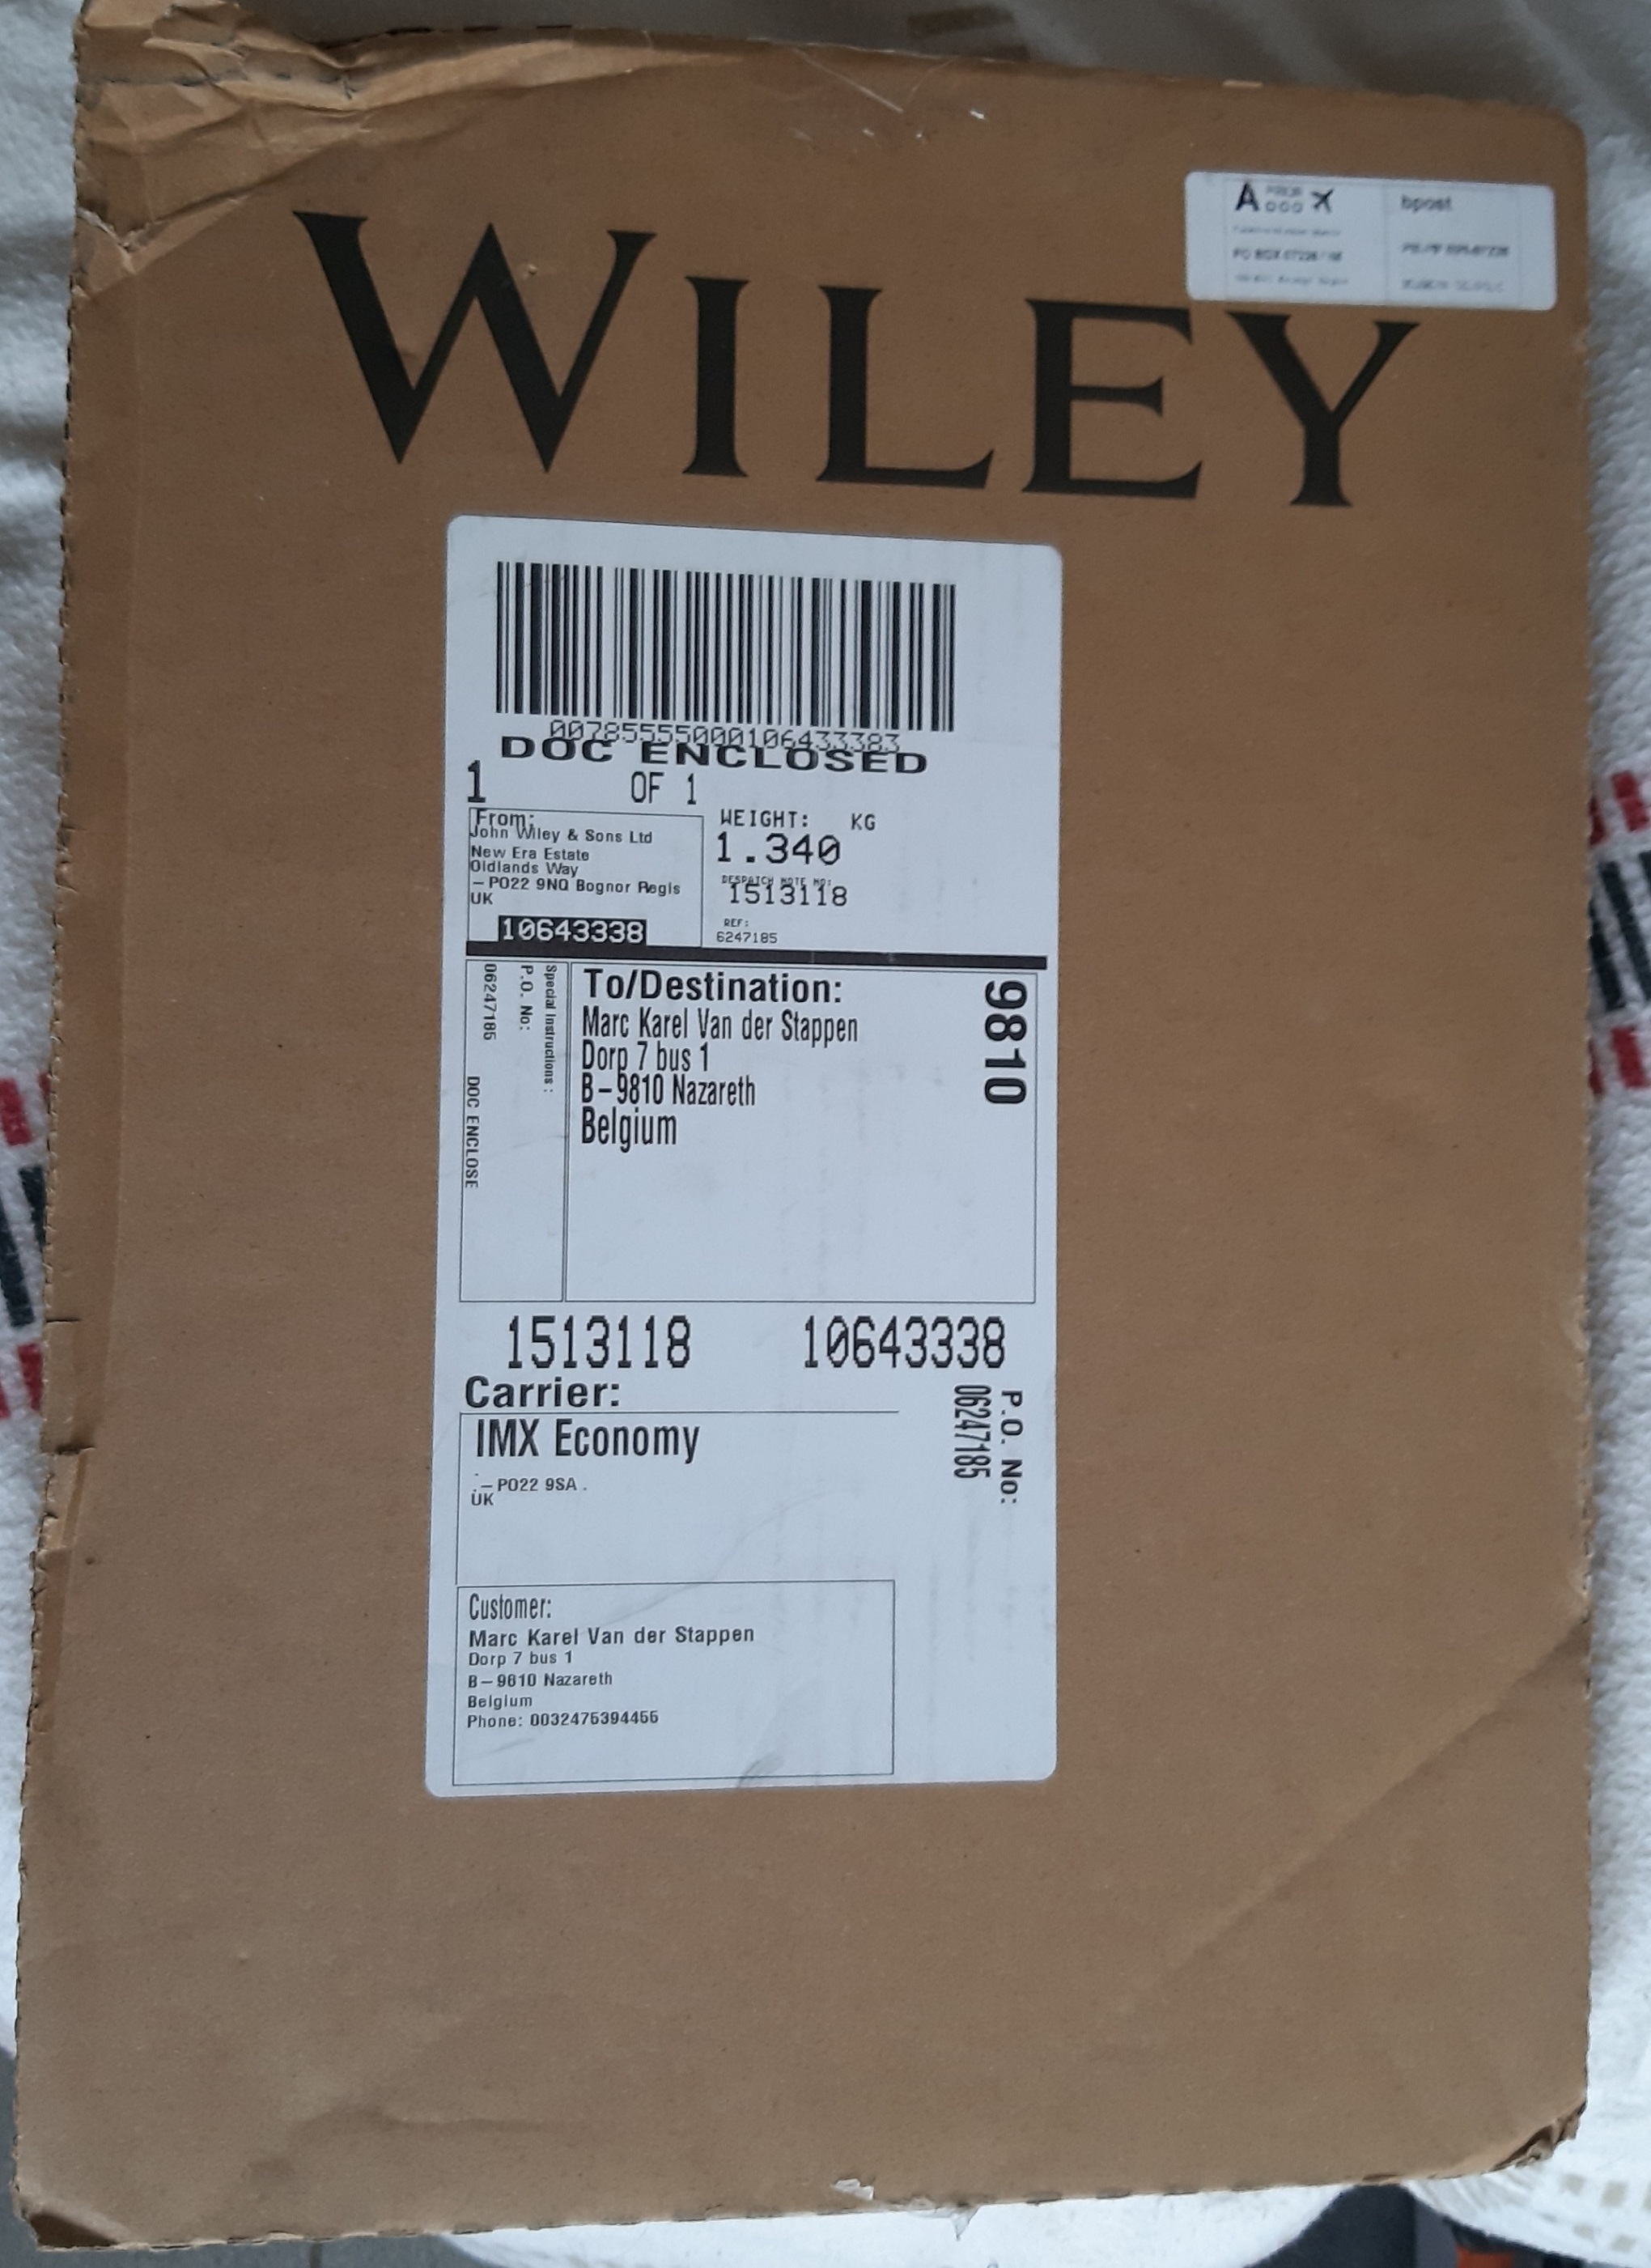 WILEY
A PRIOR
bpost
PO BOX
00785555000106433383
DOC ENCLOSED
1 OF 1
From:
John Wiley & Sons Ltd
New Era Estate
Oldlands Way
– PO22 9NQ Bognor Regis
UK
10643338
WEIGHT: KG
1.340
DESPATCH NOTE NO:
1513118
REF:
6247185
Special Instructions :
P.O. No:
06247185 DOC ENCLOSE
To/Destination:
Marc Karel Van der Stappen
Dorp 7 bus 1
B–9810 Nazareth
Belgium
9810
1513118 10643338
Carrier:
IMX Economy
.
.– PO22 9SA .
UK
P.O. No:
06247185
Customer:
Marc Karel Van der Stappen
Dorp 7 bus 1
B–9810 Nazareth
Belgium
Phone: 0032475394455